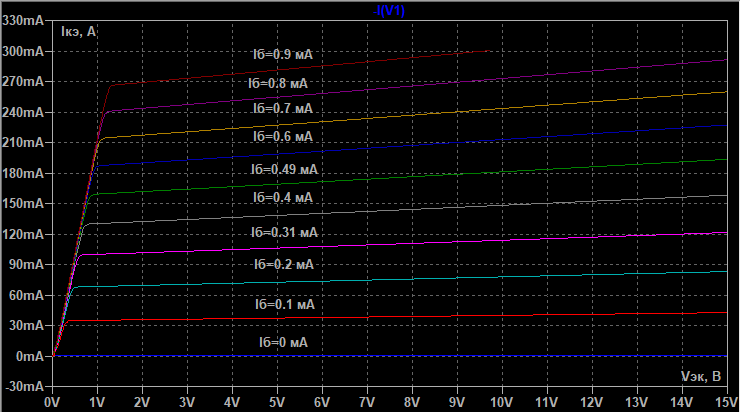 -I(V1)
330mA
Iкэ, А
300mA
Iб=0.9 мА
270mA
Iб=0.8 мА
240mA
Iб=0.7 мА
210mA
Iб=0.6 мА
180mA
Iб=0.49 мА
150mA
Iб=0.4 мА
120mA
Iб=0.31 мА
90mA
Iб=0.2 мА
60mA
Iб=0.1 мА
30mA
Iб=0 мА
0mA
Vэк, В
-30mA
0V 1V 2V 3V 4V 5V 6V 7V 8V 9V 10V 11V 12V 13V 14V 15V